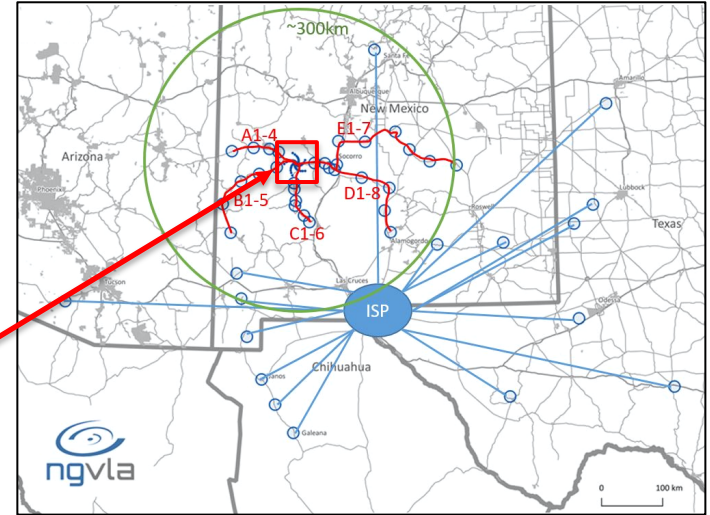 ~300km
Santa Fe
Amarillo
Albuquerque
New Mexico
A1-4
E1-7
Arizona
Socorro
Phoenix
B1-5
D1-8
Lubbock
Roswell
Texas
C1-6
Alamogordo
Tucson
Las Cruces
Odessa
ISP
Chihuahua
Janos
Galeana
ngvla
0 100 km